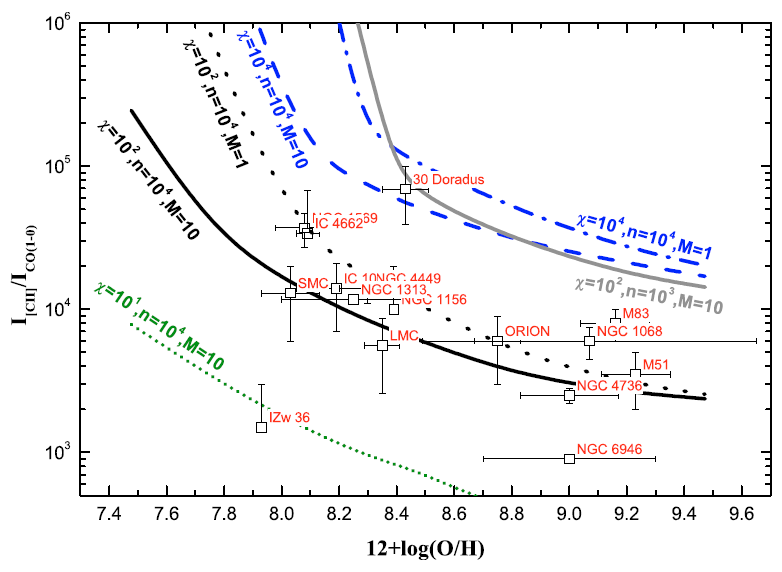 10^6
10^5
10^4
10^3
I_[CII]/I_CO(1-0)
χ=10^2,n=10^4,M=1
χ=10^4,n=10^4,M=10
χ=10^2,n=10^4,M=10
30 Doradus
NGC 1569
IC 4662
χ=10^4,n=10^4,M=1
χ=10^2,n=10^3,M=10
SMC
IC 10
NGC 4449
NGC 1313
NGC 1156
M83
ORION
NGC 1068
LMC
M51
χ=10^1,n=10^4,M=10
NGC 4736
IZw 36
NGC 6946
7.4 7.6 7.8 8.0 8.2 8.4 8.6 8.8 9.0 9.2 9.4 9.6
12+log(O/H)